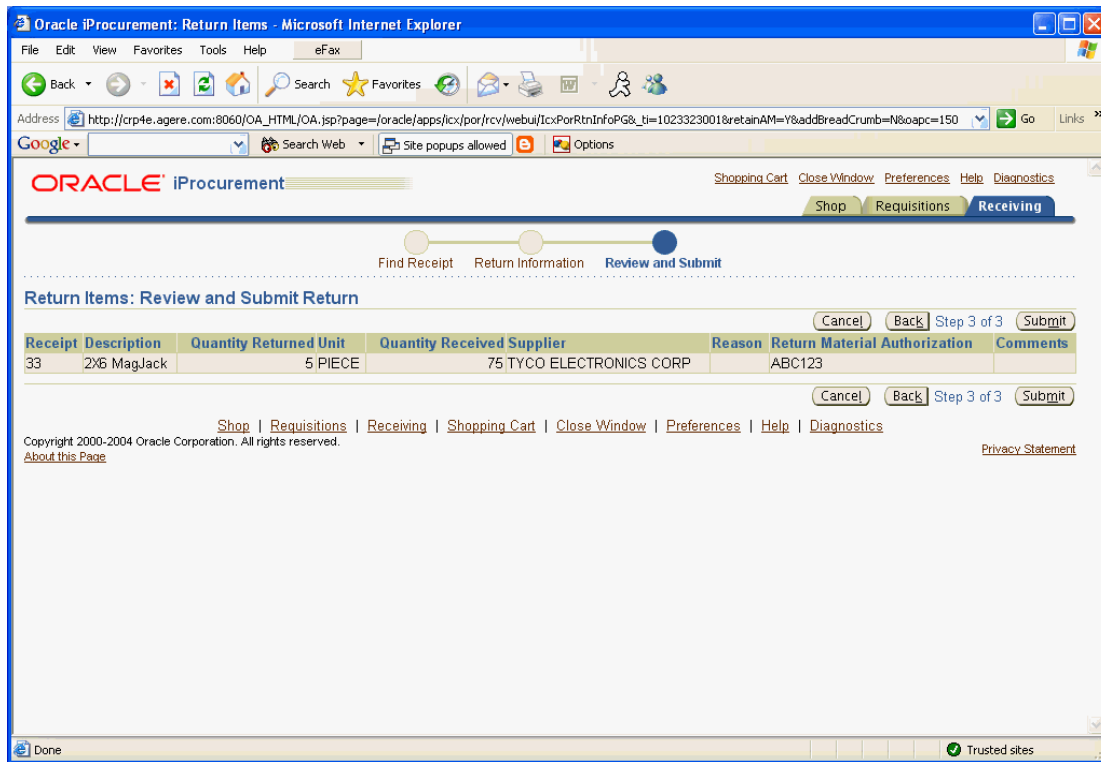 Oracle iProcurement: Return Items - Microsoft Internet Explorer
File Edit View Favorites Tools Help eFax
Back Search Favorites
Address http://crp4e.agere.com:8060/OA_HTML/OA.jsp?page=/oracle/apps/icx/por/rcv/webui/IcxPorRtnInfoPG&_ti=1023323001&retainAM=Y&addBreadCrumb=N&oapc=150 Go Links »
Google Search Web Site popups allowed Options
ORACLE iProcurement
Shopping Cart Close Window Preferences Help Diagnostics
Shop Requisitions Receiving
Find Receipt Return Information Review and Submit
Return Items: Review and Submit Return
Cancel Back Step 3 of 3 Submit
Receipt Description Quantity Returned Unit Quantity Received Supplier Reason Return Material Authorization Comments
33 2X6 MagJack 5 PIECE 75 TYCO ELECTRONICS CORP ABC123
Cancel Back Step 3 of 3 Submit
Shop | Requisitions | Receiving | Shopping Cart | Close Window | Preferences | Help | Diagnostics
Copyright 2000-2004 Oracle Corporation. All rights reserved.
About this Page
Privacy Statement
Done Trusted sites